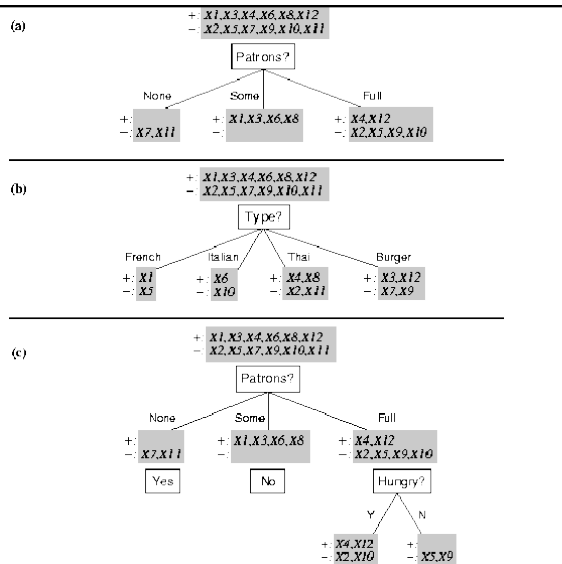 (a)
+: X1,X3,X4,X6,X8,X12
−: X2,X5,X7,X9,X10,X11
Patrons?
None Some Full
+: +: X1,X3,X6,X8 +: X4,X12
−: X7,X11 −: −: X2,X5,X9,X10
(b)
+: X1,X3,X4,X6,X8,X12
−: X2,X5,X7,X9,X10,X11
Type?
French Italian Thai Burger
+: X1 +: X6 +: X4,X8 +: X3,X12
−: X5 −: X10 −: X2,X11 −: X7,X9
(c)
+: X1,X3,X4,X6,X8,X12
−: X2,X5,X7,X9,X10,X11
Patrons?
None Some Full
+: +: X1,X3,X6,X8 +: X4,X12
−: X7,X11 −: −: X2,X5,X9,X10
Yes No Hungry?
Y N
+: X4,X12 +:
−: X2,X10 −: X5,X9